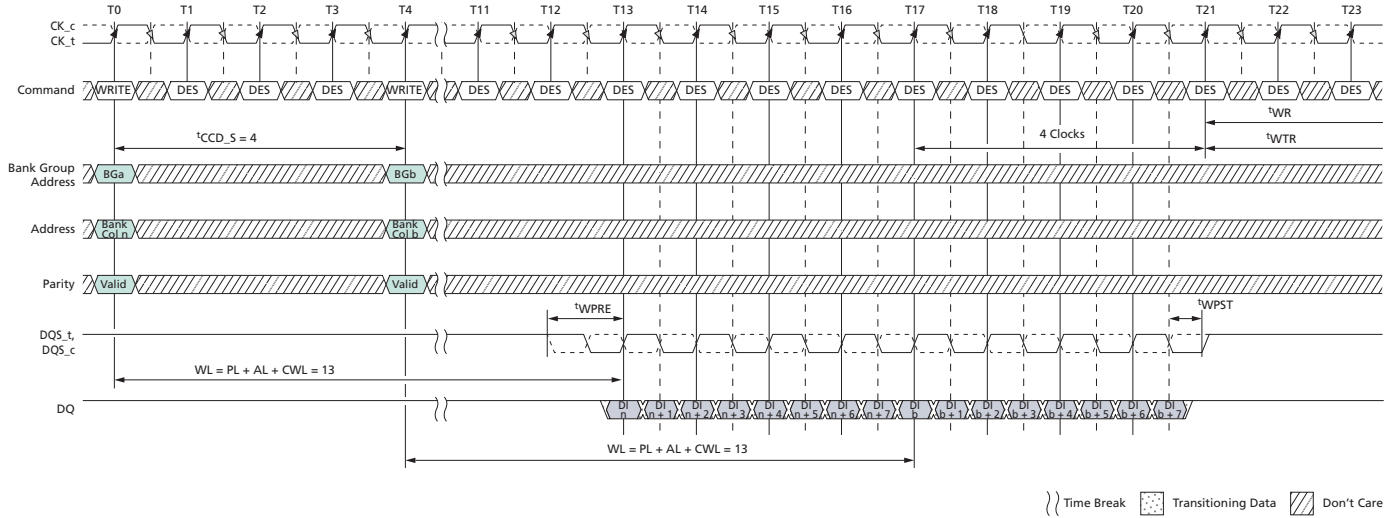 T0 T1 T2 T3 T4 T11 T12 T13 T14 T15 T16 T17 T18 T19 T20 T21 T22 T23
CK_c
CK_t
Command WRITE DES DES DES WRITE DES DES DES DES DES DES DES DES DES DES DES DES DES
tWR
tCCD_S = 4 4 Clocks tWTR
Bank Group
Address BGa BGb
Address Bank
Col n Bank
Col b
Parity Valid Valid
tWPRE tWPST
DQS_t,
DQS_c
WL = PL + AL + CWL = 13
DQ DI
n DI
n + 1 DI
n + 2 DI
n + 3 DI
n + 4 DI
n + 5 DI
n + 6 DI
n + 7 DI
b DI
b + 1 DI
b + 2 DI
b + 3 DI
b + 4 DI
b + 5 DI
b + 6 DI
b + 7
WL = PL + AL + CWL = 13
Time Break Transitioning Data Don't Care